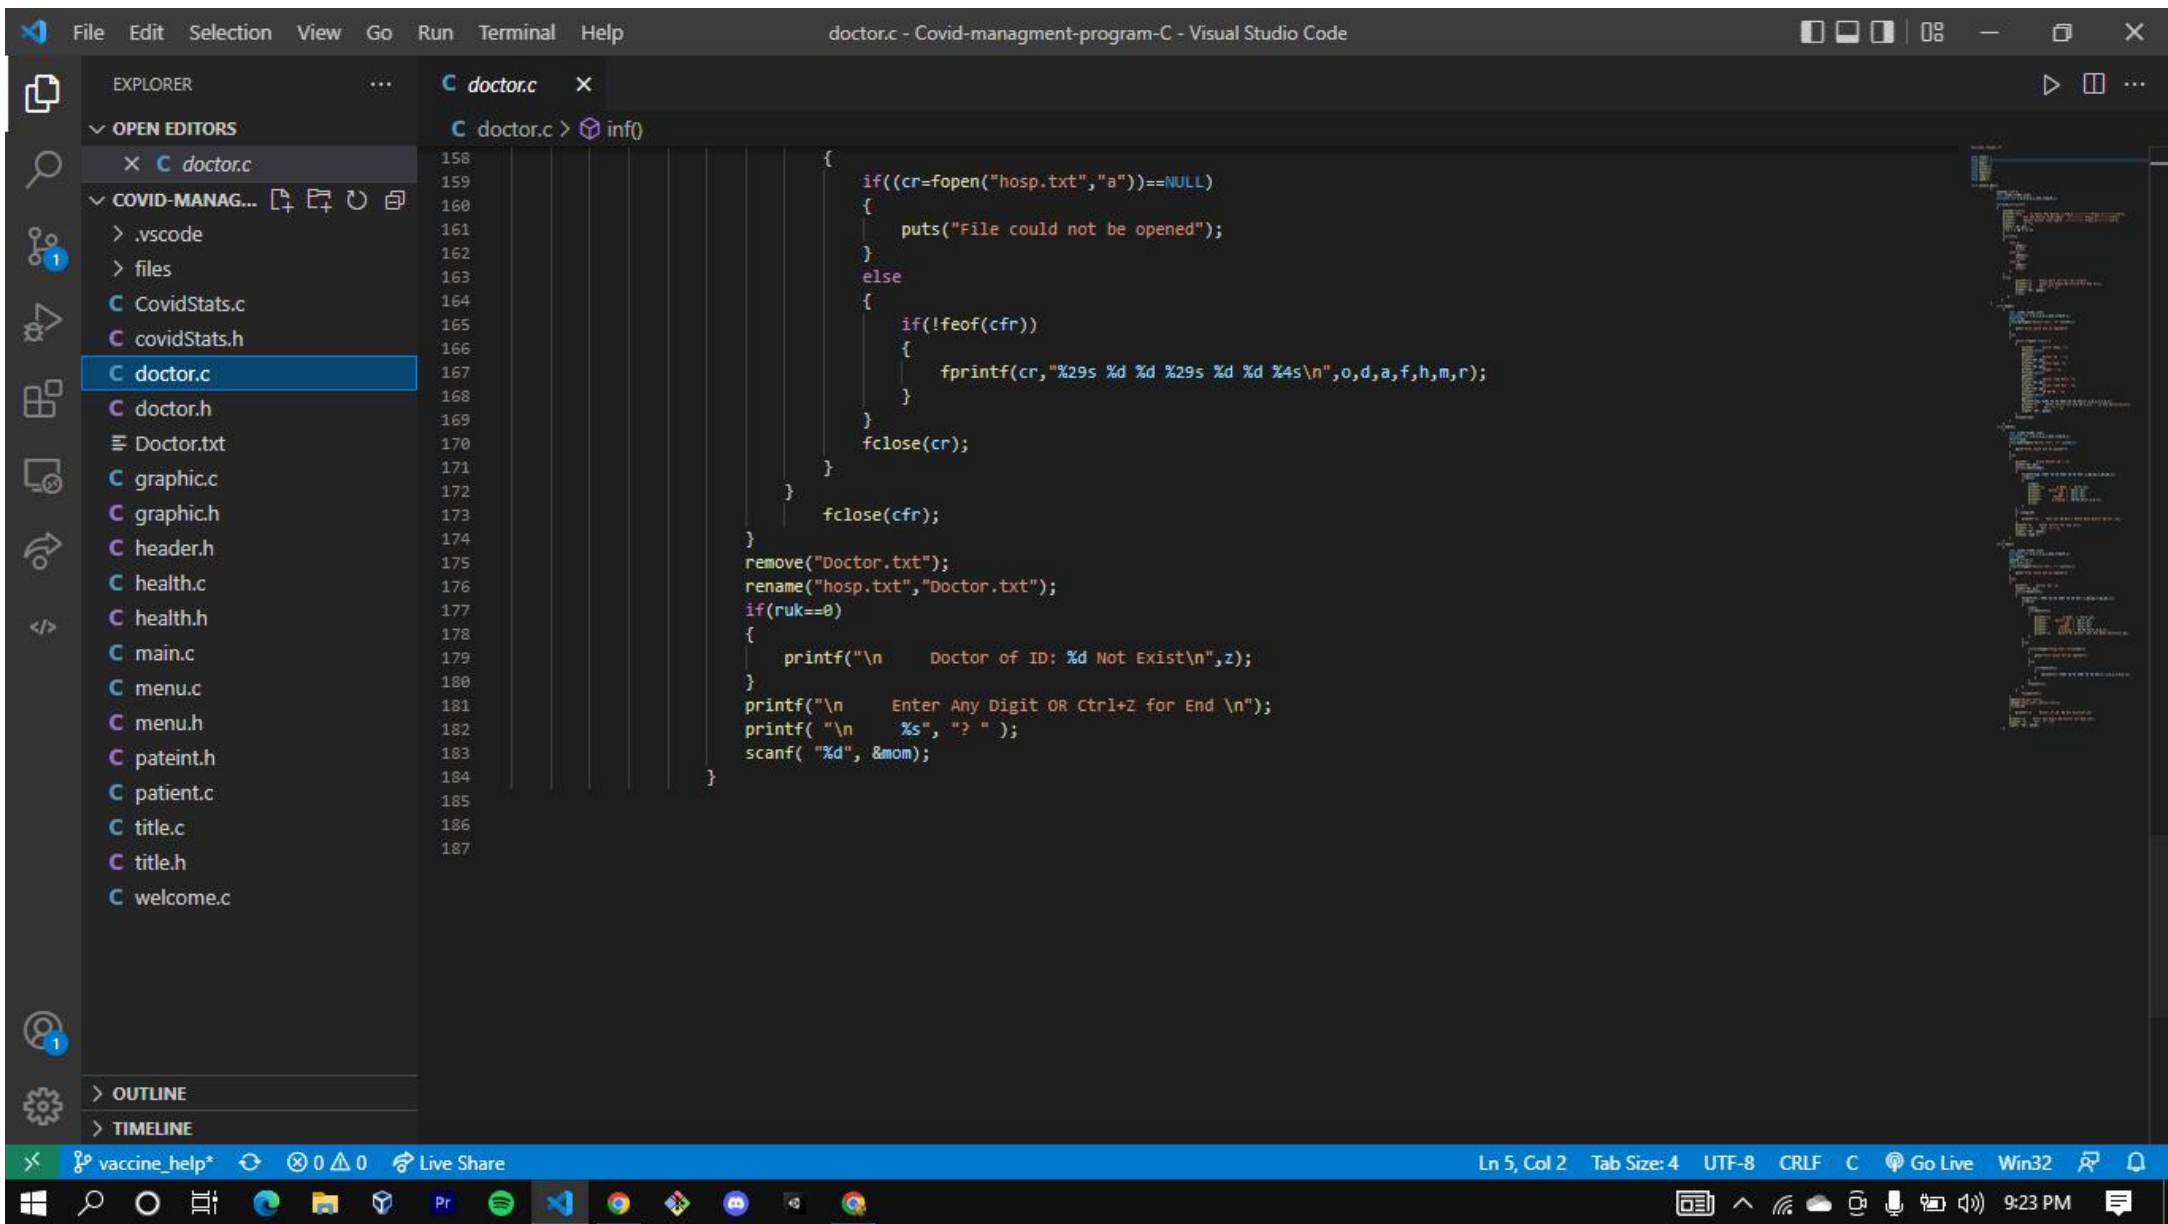 File Edit Selection View Go Run Terminal Help
doctor.c - Covid-managment-program-C - Visual Studio Code
EXPLORER
OPEN EDITORS
C doctor.c
COVID-MANAG...
.vscode
files
C CovidStats.c
C covidStats.h
C doctor.c
C doctor.h
Doctor.txt
C graphic.c
C graphic.h
C header.h
C health.c
C health.h
C main.c
C menu.c
C menu.h
C pateint.h
C patient.c
C title.c
C title.h
C welcome.c
OUTLINE
TIMELINE
1
1
C doctor.c
C doctor.c > inf()
158 {
159 if((cr=fopen("hosp.txt","a"))==NULL)
160 {
161 puts("File could not be opened");
162 }
163 else
164 {
165 if(!feof(cfr))
166 {
167 fprintf(cr,"%29s %d %d %29s %d %d %4s\n",o,d,a,f,h,m,r);
168 }
169 }
170 fclose(cr);
171 }
172 }
173 fclose(cfr);
174 }
175 remove("Doctor.txt");
176 rename("hosp.txt","Doctor.txt");
177 if(ruk==0)
178 {
179 printf("\n     Doctor of ID: %d Not Exist\n",z);
180 }
181 printf("\n     Enter Any Digit OR Ctrl+Z for End \n");
182 printf( "\n     %s", "? " );
183 scanf( "%d", &mom);
184 }
185
186
187
vaccine_help* 0 0 Live Share
Ln 5, Col 2 Tab Size: 4 UTF-8 CRLF C Go Live Win32
Pr
9:23 PM